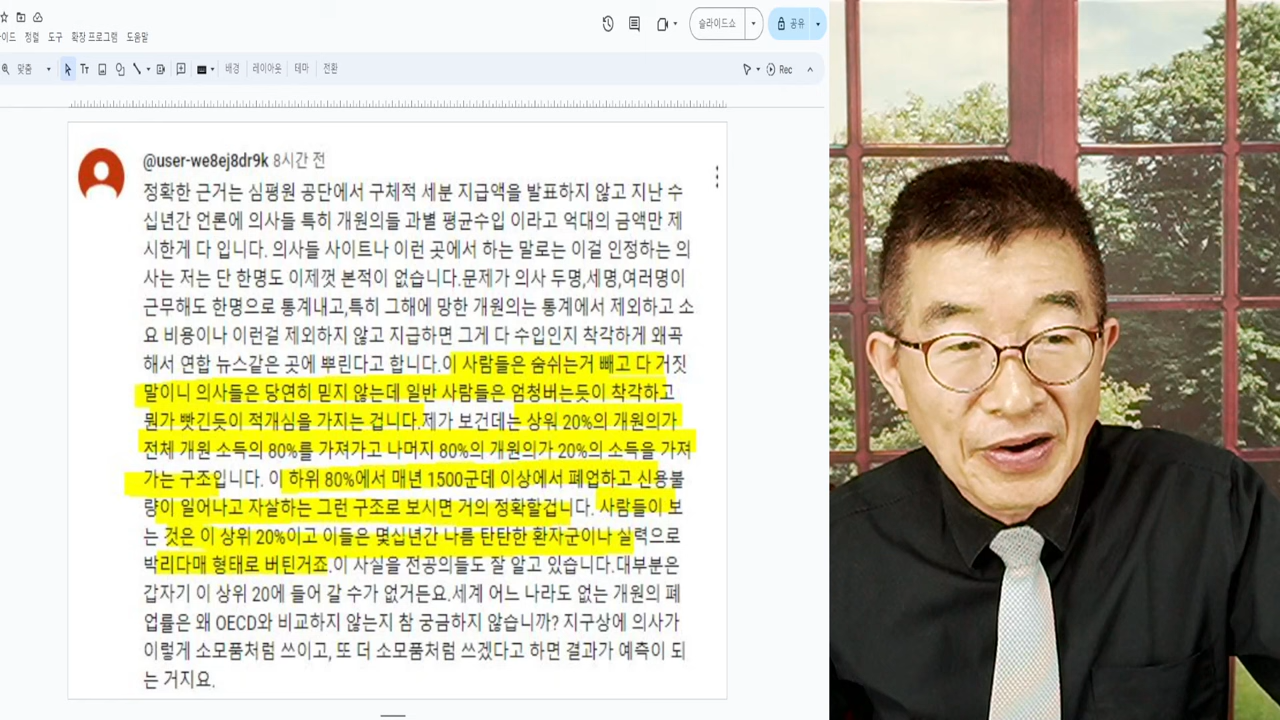 이드 정렬 도구 확장 프로그램 도움말
슬라이드쇼
공유
맞춤
배경 레이아웃 테마 전환
Rec
@user-we8ej8dr9k 8시간 전
정확한 근거는 심평원 공단에서 구체적 세분 지급액을 발표하지 않고 지난 수
십년간 언론에 의사들 특히 개원의들 과별 평균수입 이라고 억대의 금액만 제
시한게 다 입니다. 의사들 사이트나 이런 곳에서 하는 말로는 이걸 인정하는 의
사는 저는 단 한명도 이제껏 본적이 없습니다.문제가 의사 두명,세명,여러명이
근무해도 한명으로 통계내고,특히 그해에 망한 개원의는 통계에서 제외하고 소
요 비용이나 이런걸 제외하지 않고 지급하면 그게 다 수입인지 착각하게 왜곡
해서 연합 뉴스같은 곳에 뿌린다고 합니다.이 사람들은 숨쉬는거 빼고 다 거짓
말이니 의사들은 당연히 믿지 않는데 일반 사람들은 엄청버는듯이 착각하고
뭔가 빳긴듯이 적개심을 가지는 겁니다.제가 보건데는 상위 20%의 개원의가
전체 개원 소득의 80%를 가져가고 나머지 80%의 개원의가 20%의 소득을 가져
가는 구조입니다. 이 하위 80%에서 매년 1500군데 이상에서 폐업하고 신용불
량이 일어나고 자살하는 그런 구조로 보시면 거의 정확할겁니다. 사람들이 보
는 것은 이 상위 20%이고 이들은 몇십년간 나름 탄탄한 환자군이나 실력으로
박리다매 형태로 버틴거죠.이 사실을 전공의들도 잘 알고 있습니다.대부분은
갑자기 이 상위 20에 들어 갈 수가 없거든요.세계 어느 나라도 없는 개원의 폐
업률은 왜 OECD와 비교하지 않는지 참 궁금하지 않습니까? 지구상에 의사가
이렇게 소모품처럼 쓰이고, 또 더 소모품처럼 쓰겠다고 하면 결과가 예측이 되
는 거지요.